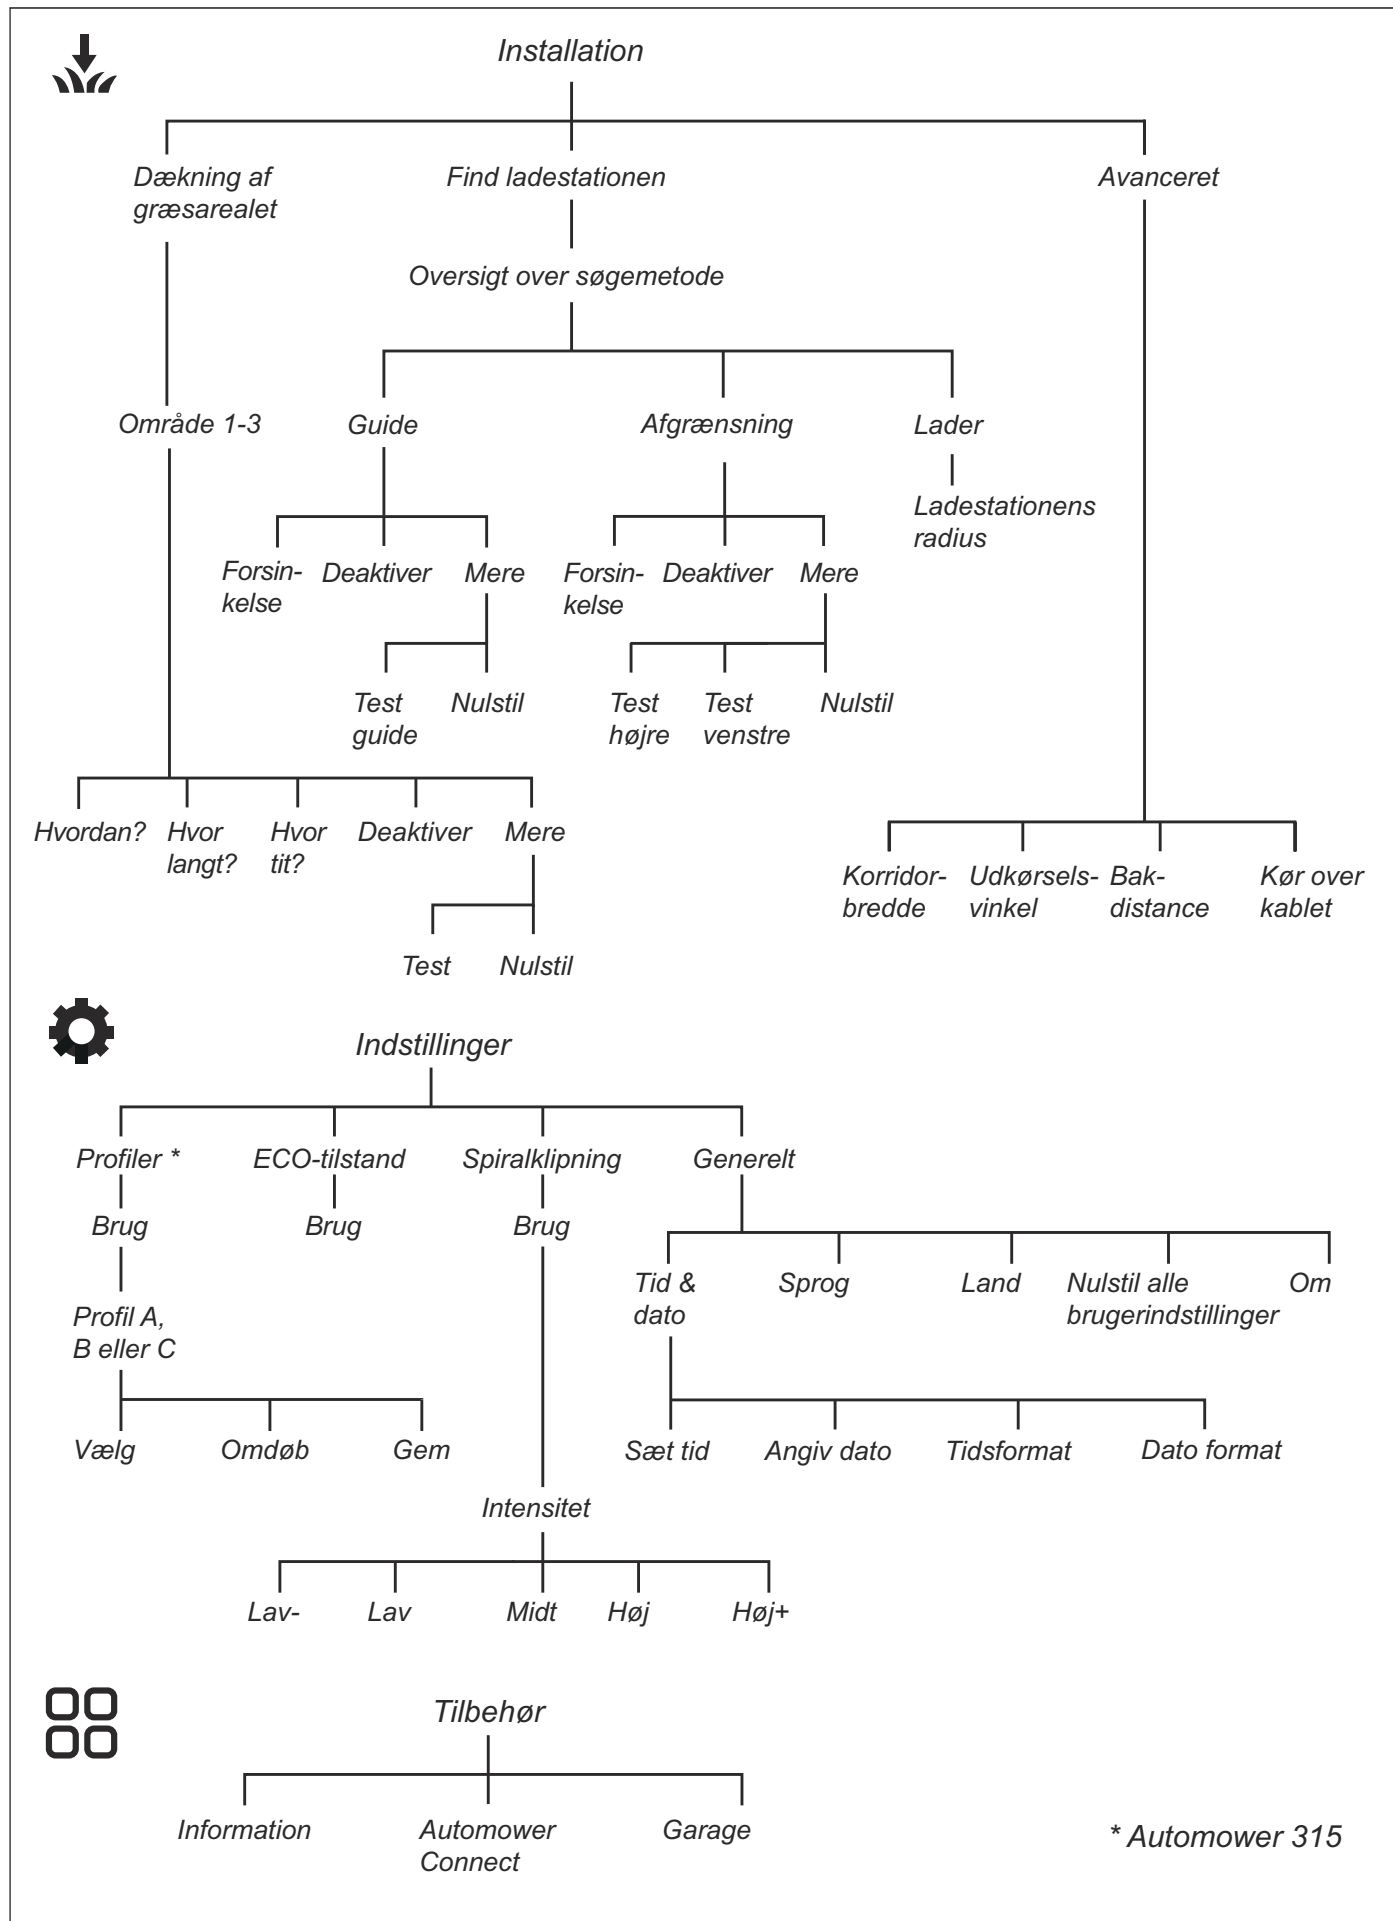 Installation
Dækning af
græsarealet
Find ladestationen
Avanceret
Oversigt over søgemetode
Område 1-3
Guide
Afgrænsning
Lader
Ladestationens
radius
Forsin-
kelse
Deaktiver
Mere
Forsin-
kelse
Deaktiver
Mere
Test
guide
Nulstil
Test
højre
Test
venstre
Nulstil
Hvordan?
Hvor
langt?
Hvor
tit?
Deaktiver
Mere
Korridor-
bredde
Udkørsels-
vinkel
Bak-
distance
Kør over
kablet
Test
Nulstil
Indstillinger
Profiler *
ECO-tilstand
Spiralklipning
Generelt
Brug
Brug
Brug
Tid &
dato
Sprog
Land
Nulstil alle
brugerindstillinger
Om
Profil A,
B eller C
Vælg
Omdøb
Gem
Sæt tid
Angiv dato
Tidsformat
Dato format
Intensitet
Lav-
Lav
Midt
Høj
Høj+
Tilbehør
Information
Automower
Connect
Garage
* Automower 315